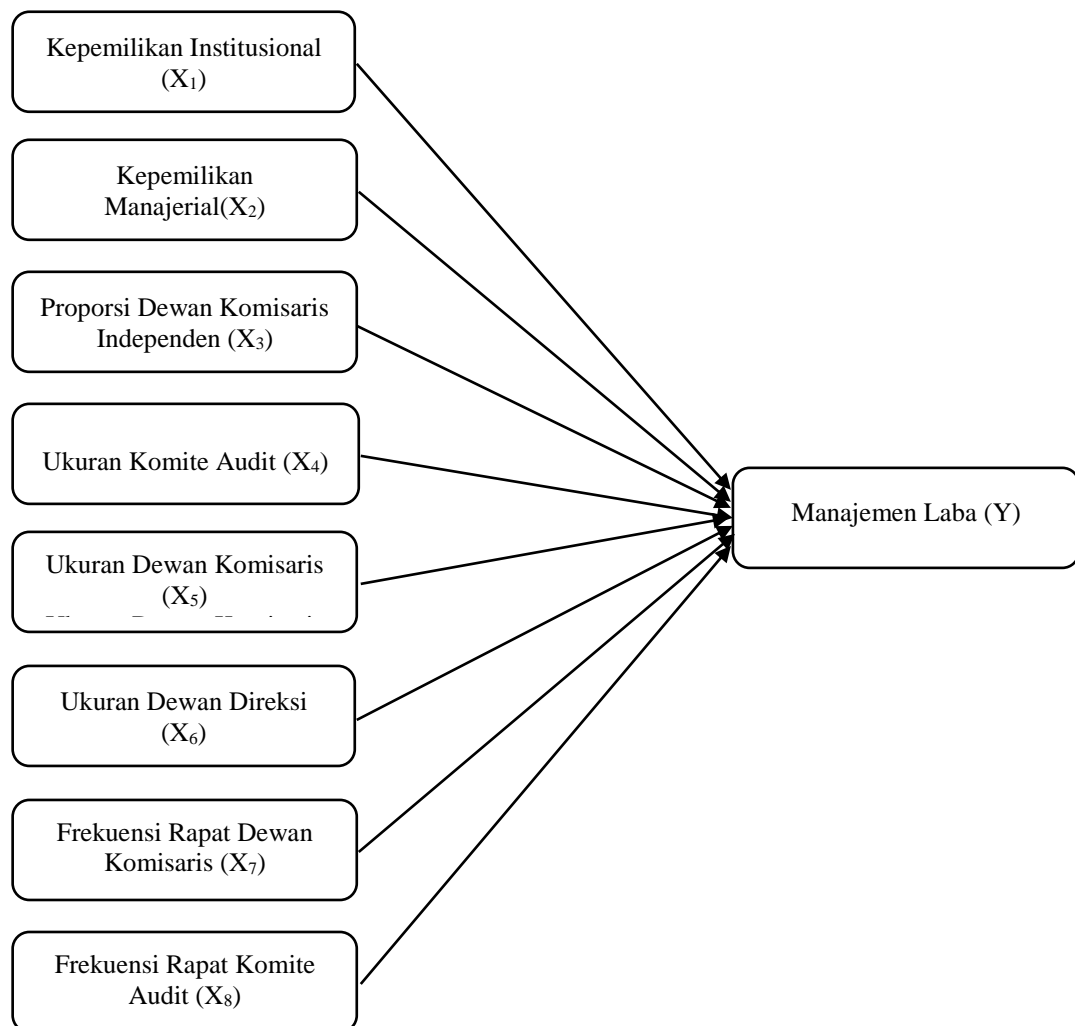 Kepemilikan Institusional
(X₁)
Kepemilikan
Manajerial(X₂)
Proporsi Dewan Komisaris
Independen (X₃)
Ukuran Komite Audit (X₄)
Manajemen Laba (Y)
Ukuran Dewan Komisaris
(X₅)
Ukuran Dewan Direksi
(X₆)
Frekuensi Rapat Dewan
Komisaris (X₇)
Frekuensi Rapat Komite
Audit (X₈)